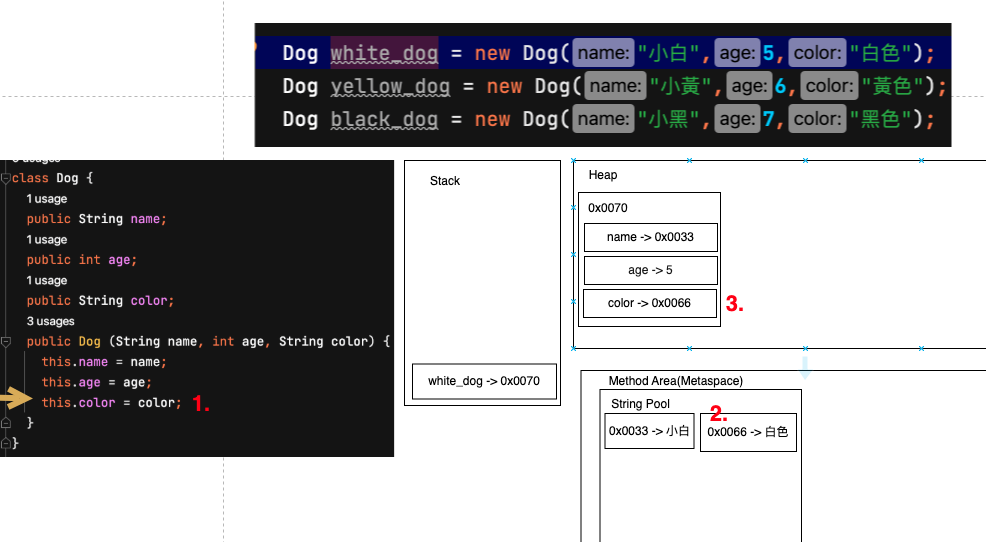 Dog white_dog = new Dog( name: "小白", age: 5, color: "白色");
Dog yellow_dog = new Dog( name: "小黃", age: 6, color: "黃色");
Dog black_dog = new Dog( name: "小黑", age: 7, color: "黑色");
class Dog {
1 usage
public String name;
1 usage
public int age;
1 usage
public String color;
3 usages
public Dog (String name, int age, String color) {
this.name = name;
this.age = age;
this.color = color; 1.
}
}
Stack
white_dog -> 0x0070
Heap
0x0070
name -> 0x0033
age -> 5
color -> 0x0066 3.
Method Area(Metaspace)
String Pool
2.
0x0033 -> 小白
0x0066 -> 白色